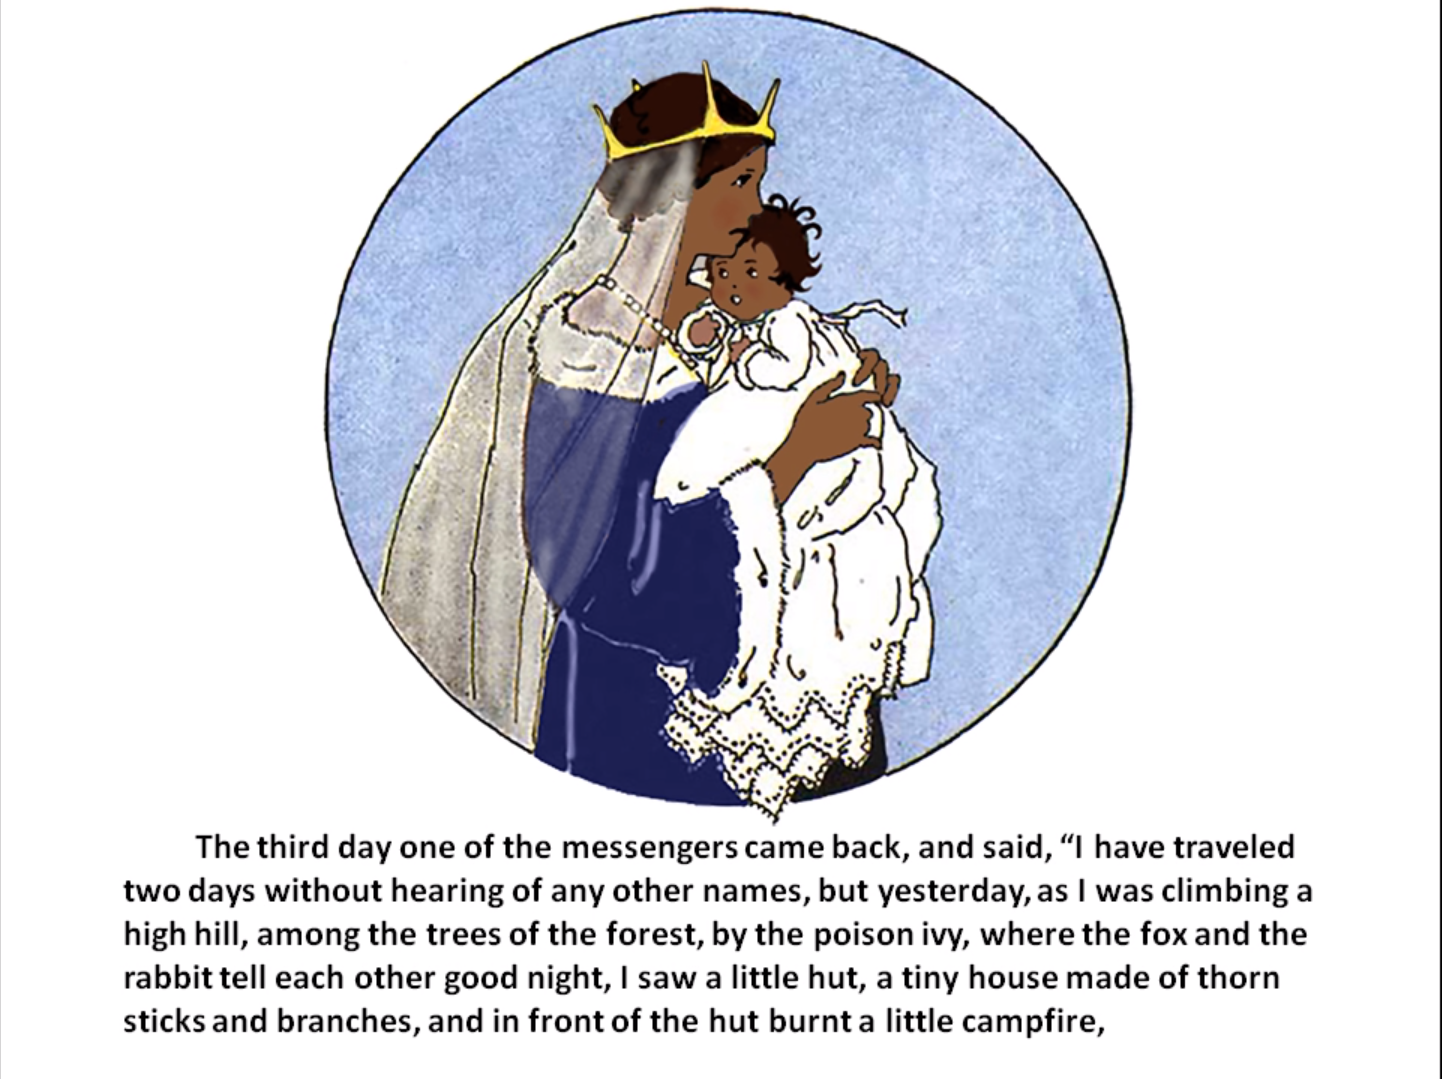 The third day one of the messengers came back, and said, “I have traveled
two days without hearing of any other names, but yesterday, as I was climbing a
high hill, among the trees of the forest, by the poison ivy, where the fox and the
rabbit tell each other good night, I saw a little hut, a tiny house made of thorn
sticks and branches, and in front of the hut burnt a little campfire,